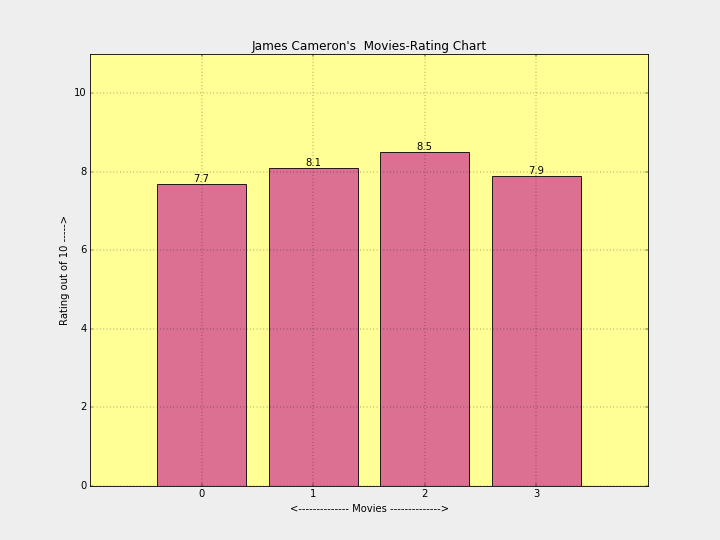 James Cameron's  Movies-Rating Chart
10
8
6
4
2
0
Rating out of 10 ----->
7.7
8.1
8.5
7.9
0 1 2 3
<-------------- Movies -------------->